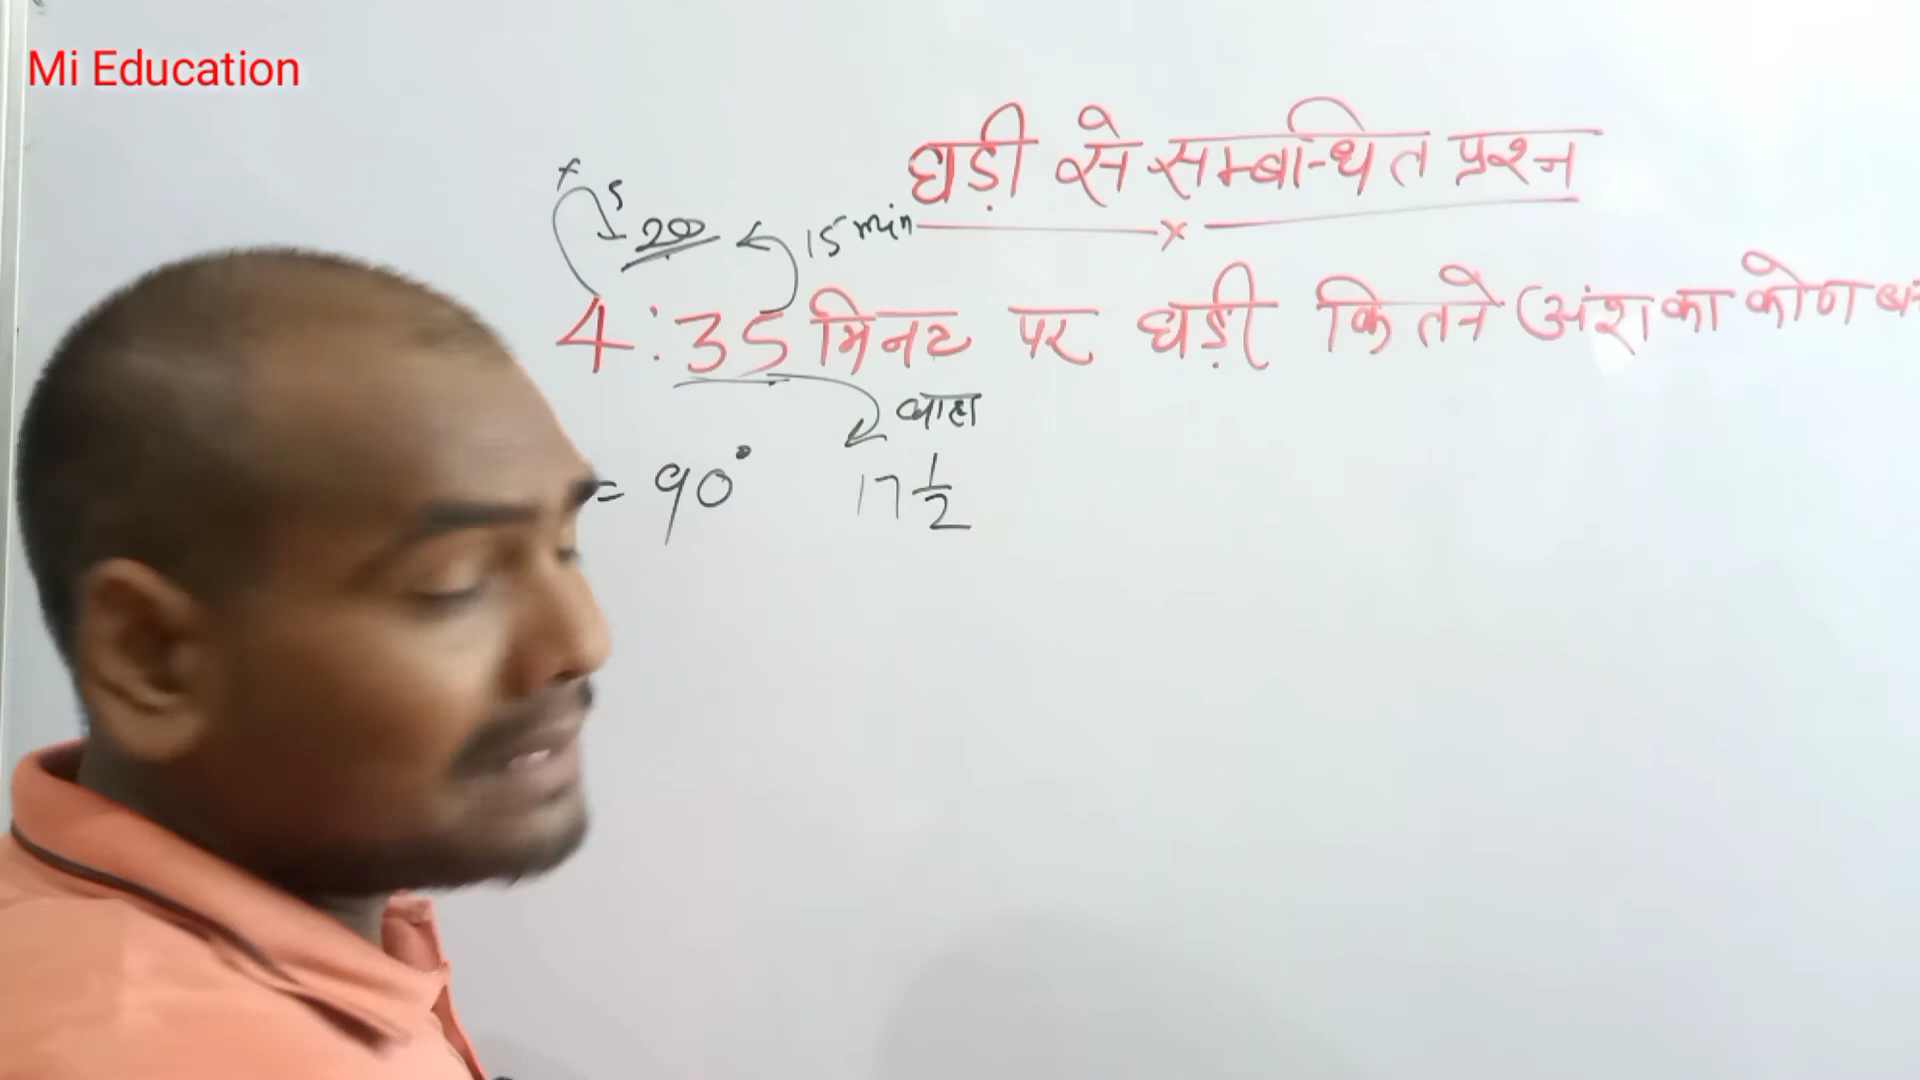 Mi Education
घड़ी से सम्बन्धित प्रश्न
x 5
20 ← 15 min
4:35 मिनट पर घड़ी कितने अंश का कोण
= 90°
17 1/2